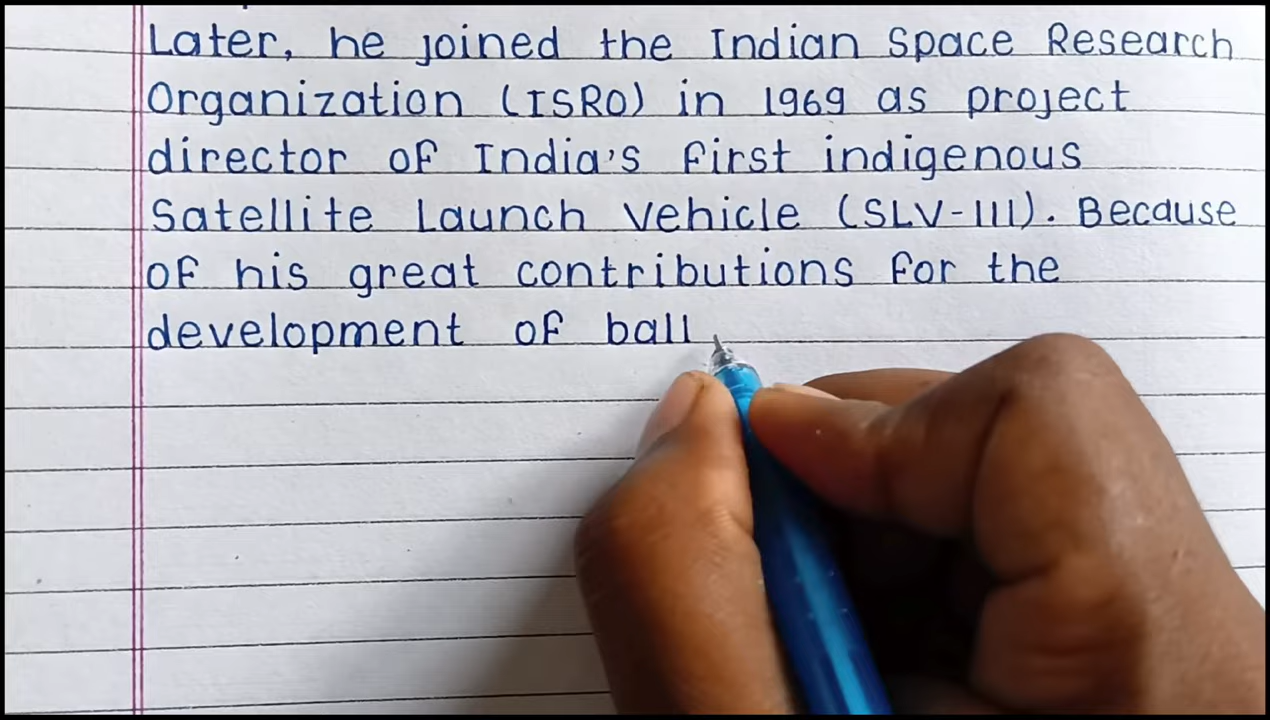 Later, he joined the Indian Space Research
Organization (ISRO) in 1969 as project
director of India's first indigenous
Satellite Launch Vehicle (SLV-III). Because
of his great contributions for the
development of ball